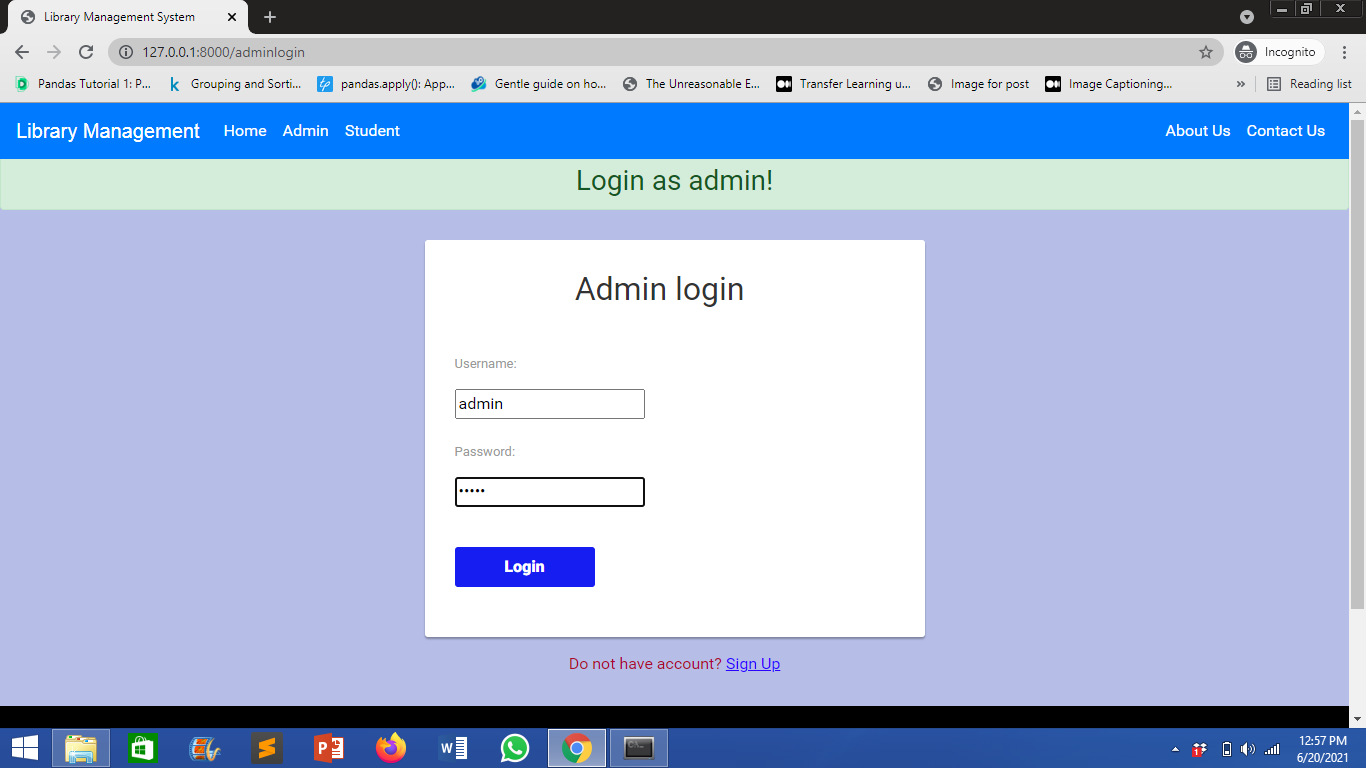 Library Management System
127.0.0.1:8000/adminlogin
Incognito
Pandas Tutorial 1: P...
Grouping and Sorti...
pandas.apply(): App...
Gentle guide on ho...
The Unreasonable E...
Transfer Learning u...
Image for post
Image Captioning...
Reading list
Library Management Home Admin Student About Us Contact Us
Login as admin!
Admin login
Username:
admin
Password:
•••••
Login
Do not have account? Sign Up
12:57 PM
6/20/2021